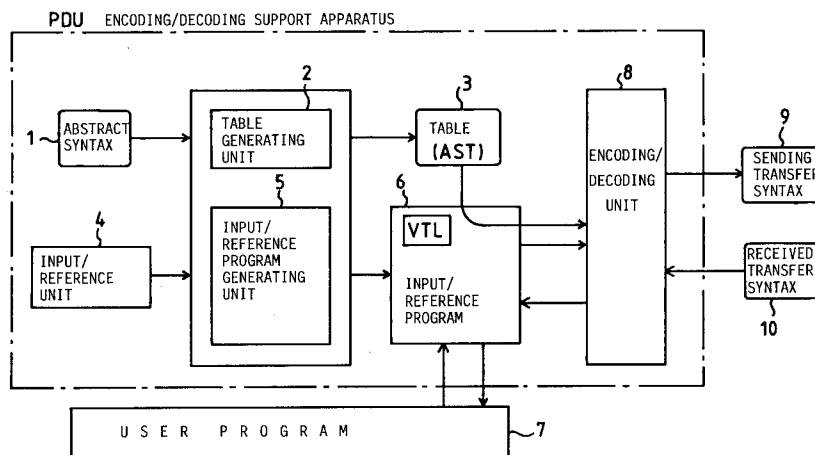 PDU ENCODING/DECODING SUPPORT APPARATUS
1
ABSTRACT
SYNTAX
2
TABLE
GENERATING
UNIT
3
TABLE
(AST)
4
INPUT/
REFERENCE
UNIT
5
INPUT/
REFERENCE
PROGRAM
GENERATING
UNIT
6
VTL
INPUT/
REFERENCE
PROGRAM
8
ENCODING/
DECODING
UNIT
9
SENDING
TRANSFER
SYNTAX
RECEIVED
TRANSFER
SYNTAX
10
USER PROGRAM
7